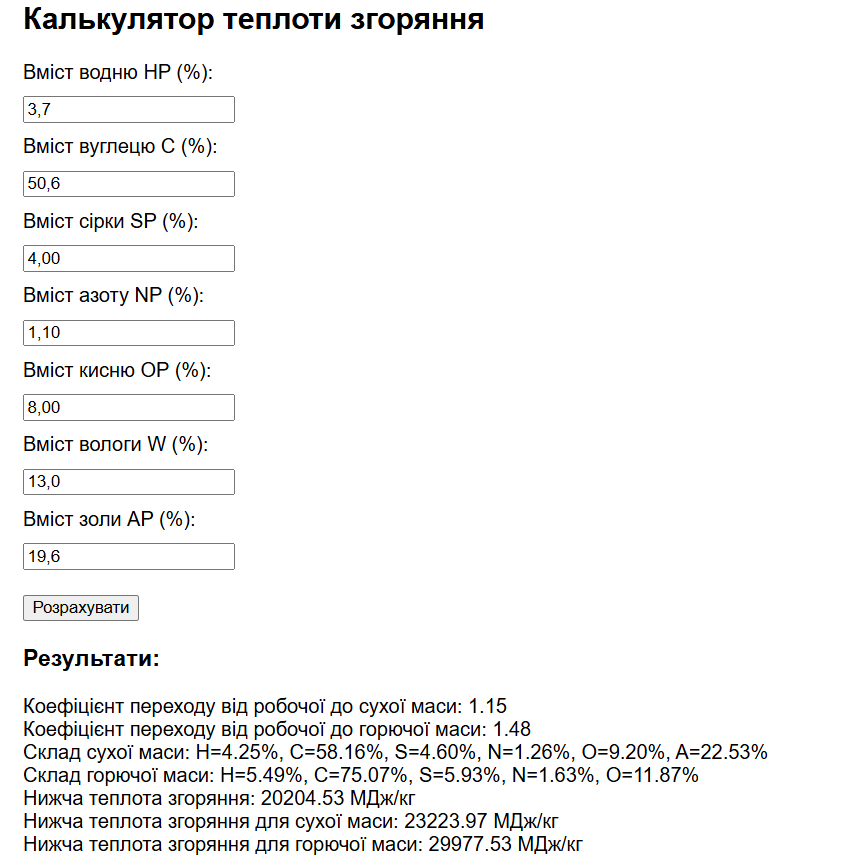 Калькулятор теплоти згоряння
Вміст водню HP (%):
3,7
Вміст вуглецю C (%):
50,6
Вміст сірки SP (%):
4,00
Вміст азоту NP (%):
1,10
Вміст кисню OP (%):
8,00
Вміст вологи W (%):
13,0
Вміст золи AP (%):
19,6
Розрахувати
Результати:
Коефіцієнт переходу від робочої до сухої маси: 1.15
Коефіцієнт переходу від робочої до горючої маси: 1.48
Склад сухої маси: H=4.25%, C=58.16%, S=4.60%, N=1.26%, O=9.20%, A=22.53%
Склад горючої маси: H=5.49%, C=75.07%, S=5.93%, N=1.63%, O=11.87%
Нижча теплота згоряння: 20204.53 МДж/кг
Нижча теплота згоряння для сухої маси: 23223.97 МДж/кг
Нижча теплота згоряння для горючої маси: 29977.53 МДж/кг